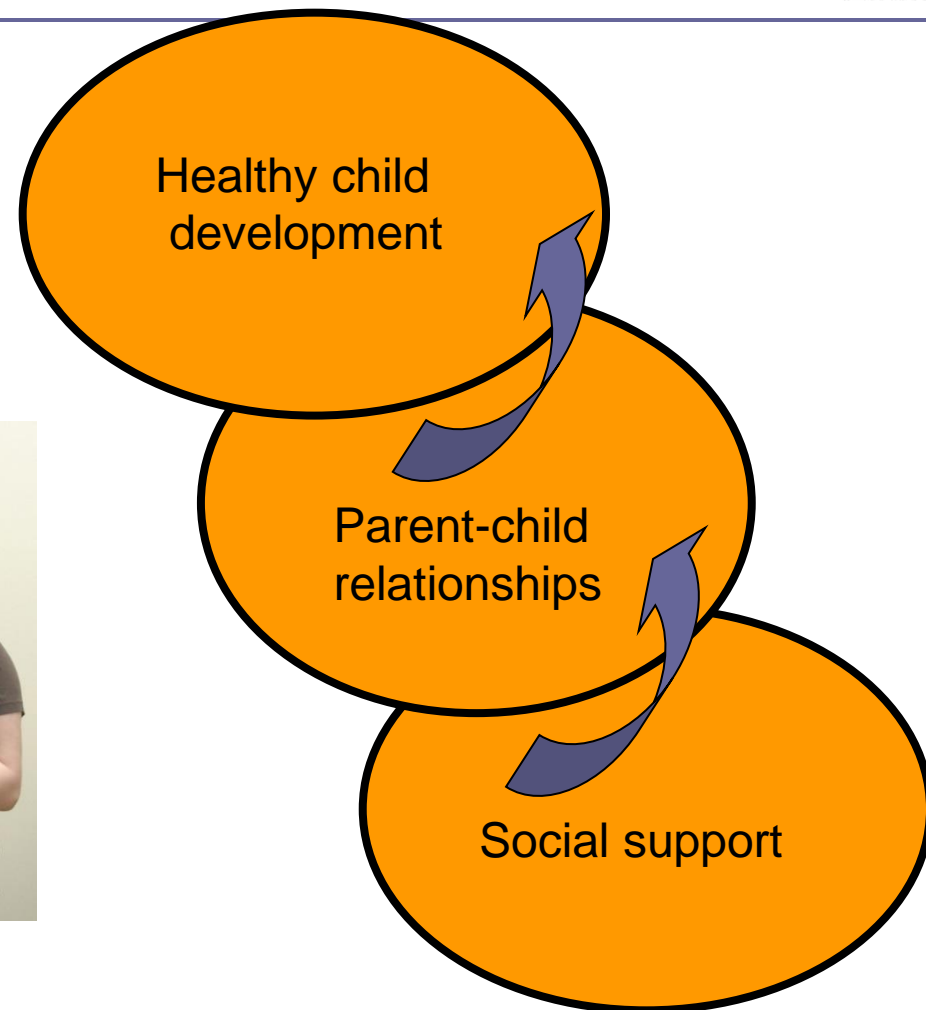 Healthy child
development
Parent-child
relationships
Social support